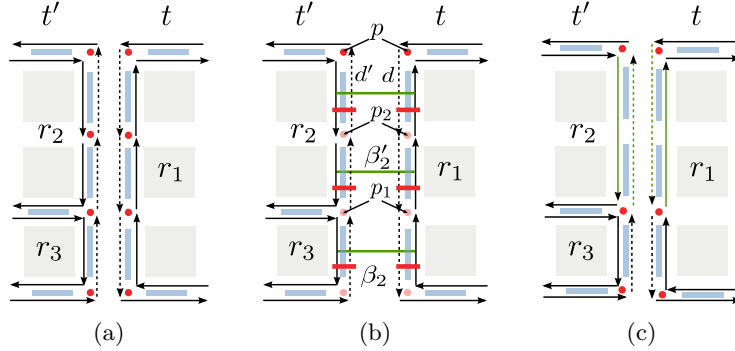 t′ t t′ p t t′ t
d′ d
r₂ r₂ p₂ r₂
β′₂
r₁ r₁ r₁
p₁
r₃ r₃ r₃
β₂
(a) (b) (c)